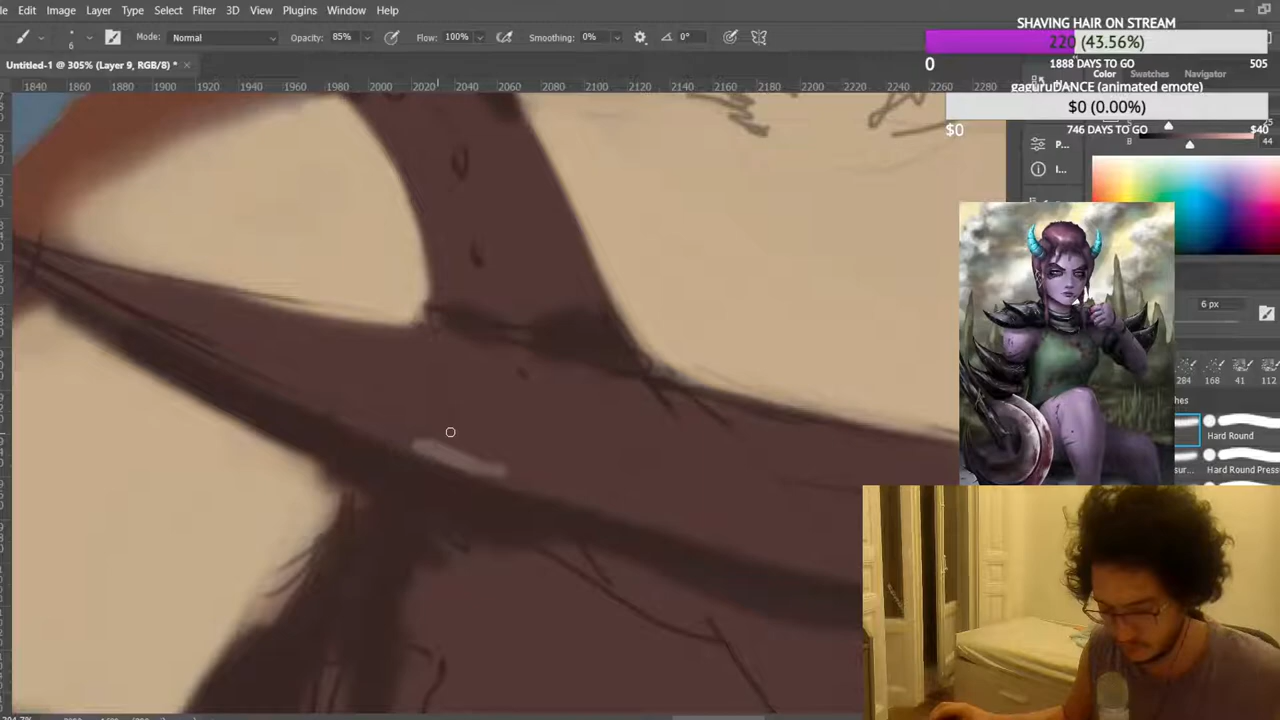 Edit Image Layer Type Select Filter 3D View Plugins Window Help
6 Mode: Normal Opacity: 85% Flow: 100% Smoothing: 0% 0°
Untitled-1 @ 305% (Layer 9, RGB/8) *
1840 1860 1880 1900 1920 1940 1960 1980 2000 2020 2040 2060 2080 2100 2120 2140 2160 2180 2200 2220 2240 2260 2280
SHAVING HAIR ON STREAM
220 (43.56%)
0 1888 DAYS TO GO 505
Color Swatches Navigator
gaguruDANCE (animated emote)
$0 (0.00%)
$0 746 DAYS TO GO $40
B 44
P...
I...
6 px
284 168 41 112
Hard Round
Hard Round Press